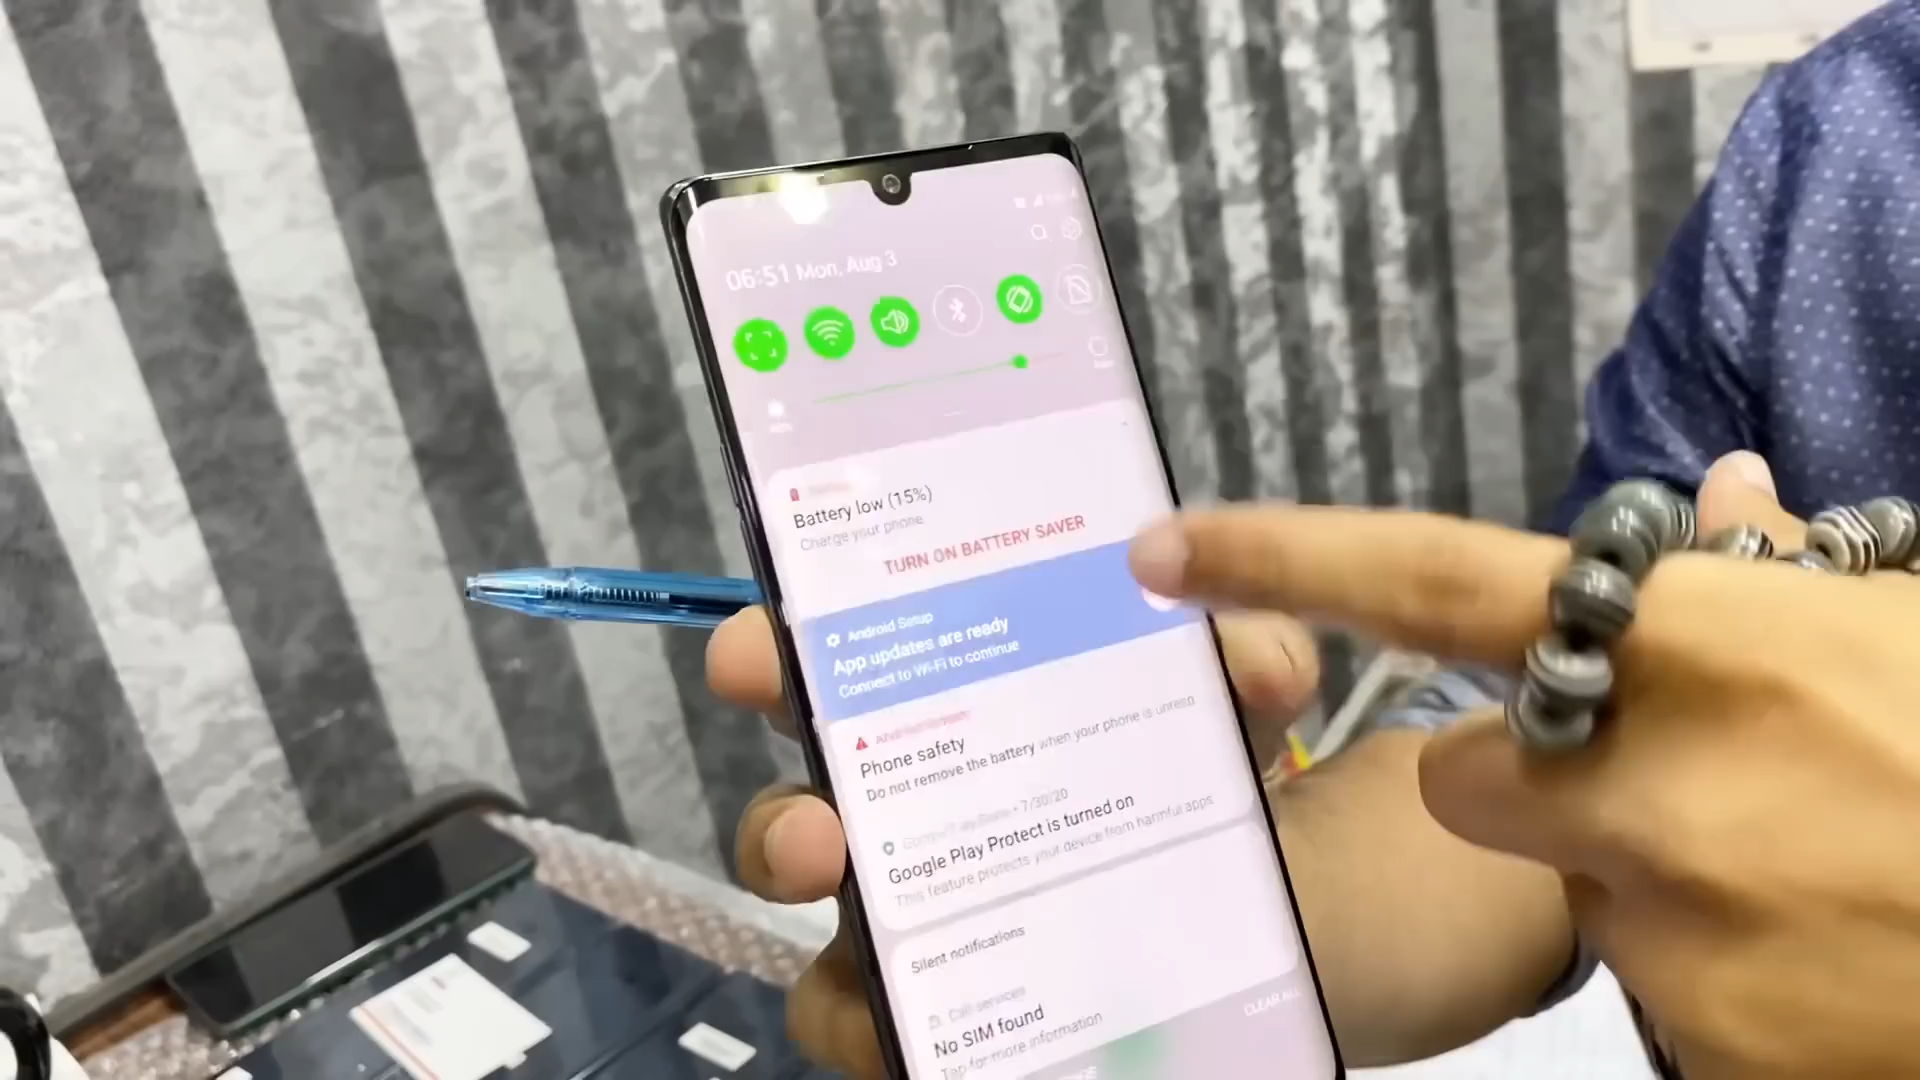 06:51 Mon, Aug 3
Battery low (15%)
Charge your phone
TURN ON BATTERY SAVER
Android Setup
App updates are ready
Connect to Wi-Fi to continue
Phone safety
Do not remove the battery when your phone is unresp
7/30/20
Google Play Protect is turned on
This feature protects your device from harmful apps
Silent notifications
Call services
No SIM found
Tap for more information
CLEAR ALL